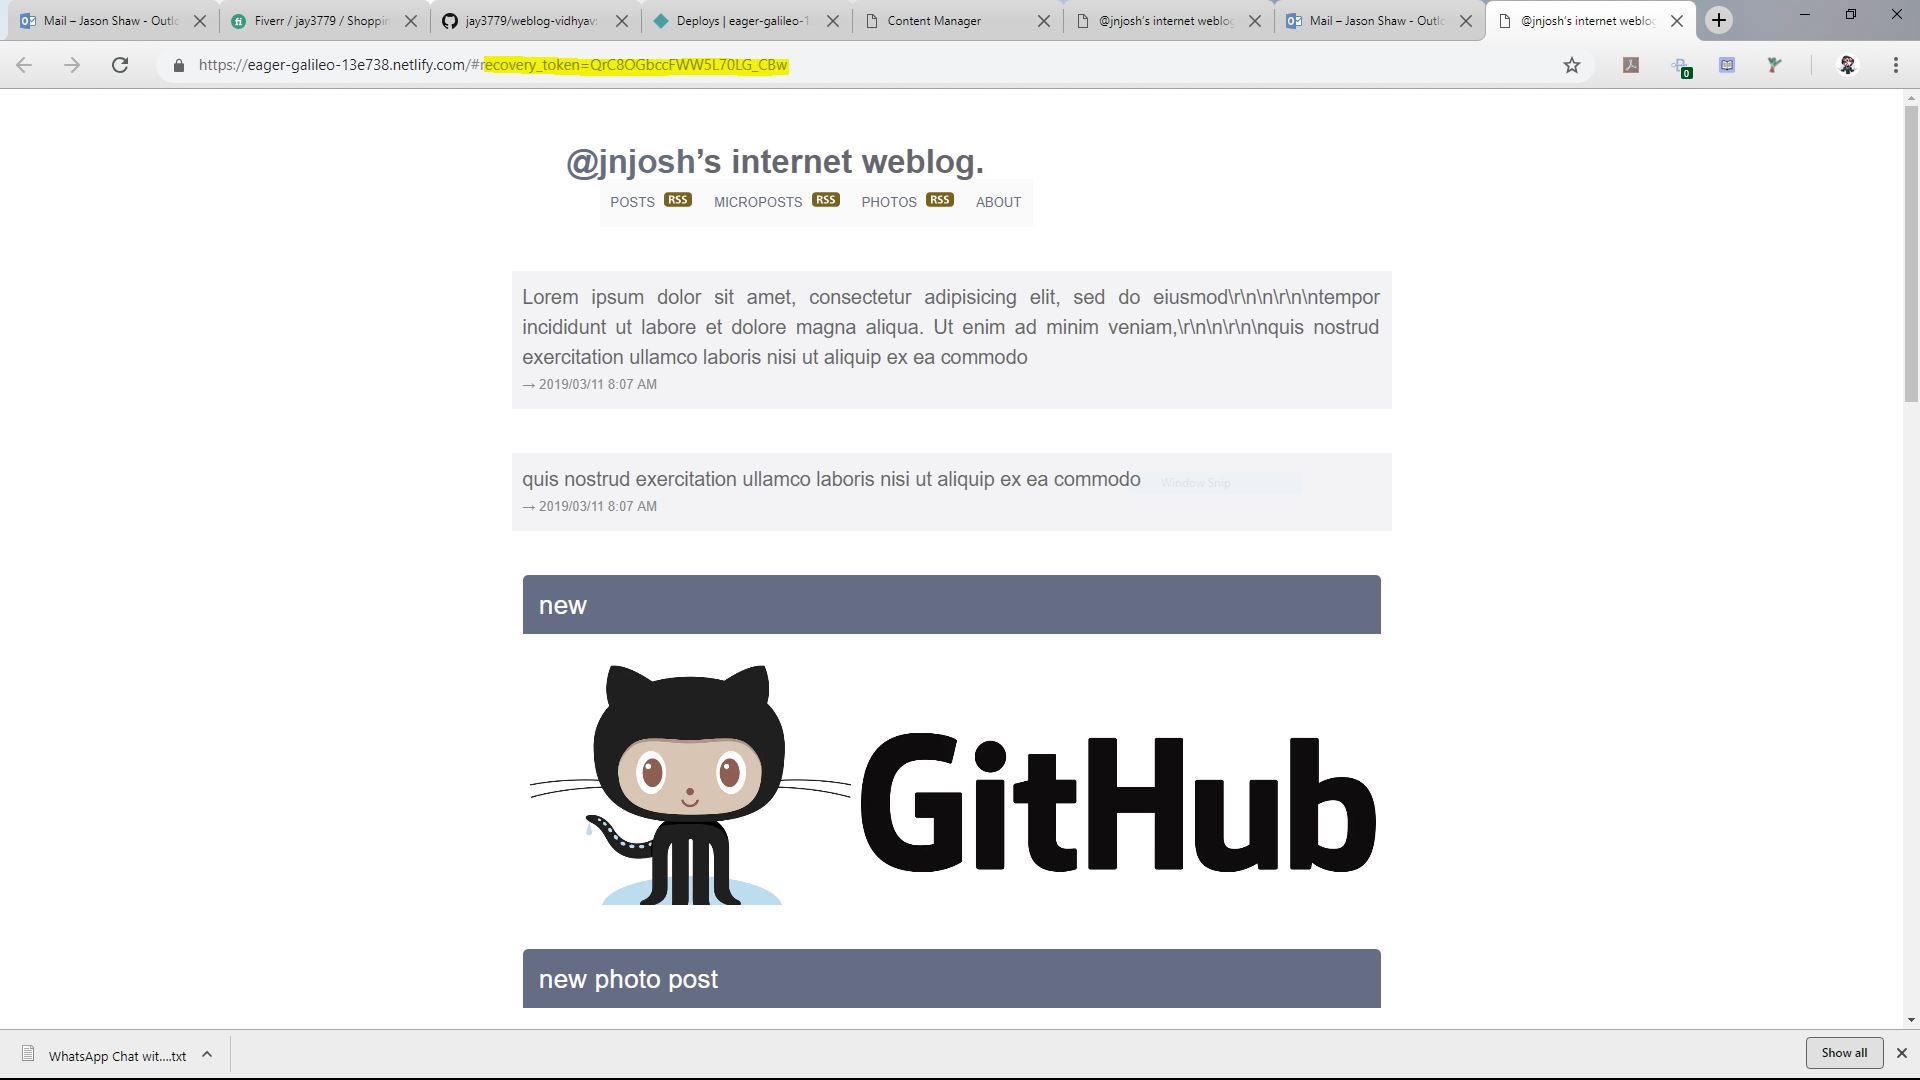 Mail – Jason Shaw - Outlo
Fiverr / jay3779 / Shoppin
jay3779/weblog-vidhyav
Deploys | eager-galileo-1
Content Manager
@jnjosh’s internet weblog
Mail – Jason Shaw - Outlo
@jnjosh’s internet weblog
https://eager-galileo-13e738.netlify.com/#recovery_token=QrC8OGbccFWW5L70LG_CBw
0
@jnjosh’s internet weblog.
POSTS RSS MICROPOSTS RSS PHOTOS RSS ABOUT
Lorem ipsum dolor sit amet, consectetur adipisicing elit, sed do eiusmod\r\n\n\r\n\ntempor
incididunt ut labore et dolore magna aliqua. Ut enim ad minim veniam,\r\n\n\r\n\nquis nostrud
exercitation ullamco laboris nisi ut aliquip ex ea commodo
→ 2019/03/11 8:07 AM
quis nostrud exercitation ullamco laboris nisi ut aliquip ex ea commodo
Window Snip
→ 2019/03/11 8:07 AM
new
GitHub
new photo post
WhatsApp Chat wit....txt
Show all